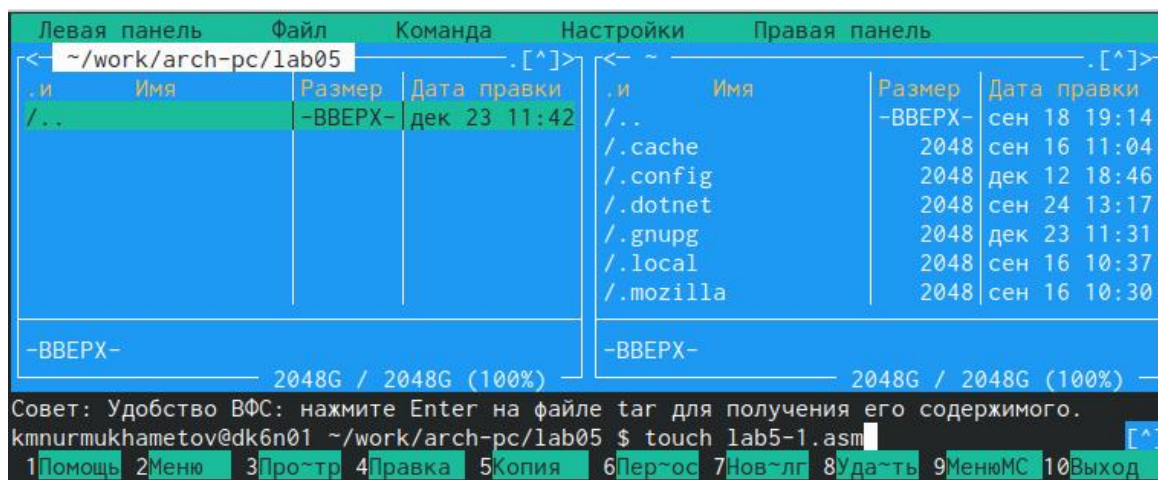 Левая панель Файл Команда Настройки Правая панель
<— ~/work/arch-pc/lab05 .[^]> <— ~ .[^]>
.и Имя Размер Дата правки .и Имя Размер Дата правки
/.. -ВВЕРХ- дек 23 11:42 /.. -ВВЕРХ- сен 18 19:14
/.cache 2048 сен 16 11:04
/.config 2048 дек 12 18:46
/.dotnet 2048 сен 24 13:17
/.gnupg 2048 дек 23 11:31
/.local 2048 сен 16 10:37
/.mozilla 2048 сен 16 10:30
-ВВЕРХ- -ВВЕРХ-
2048G / 2048G (100%) 2048G / 2048G (100%)
Совет: Удобство ВФС: нажмите Enter на файле tar для получения его содержимого.
kmnurmukhametov@dk6n01 ~/work/arch-pc/lab05 $ touch lab5-1.asm [^]
1Помощь 2Меню 3Про~тр 4Правка 5Копия 6Пер~ос 7Нов~лг 8Уда~ть 9МенюМС 10Выход